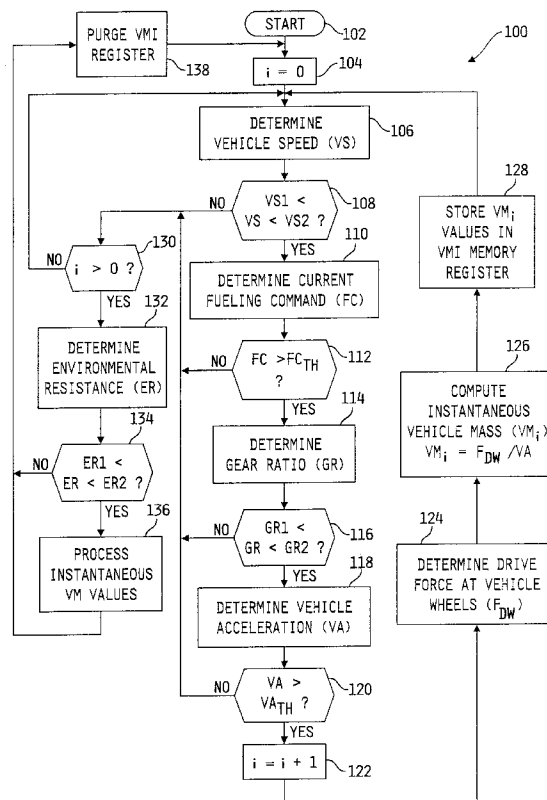 START
102
100
PURGE VMI
REGISTER
138
i = 0
104
DETERMINE
VEHICLE SPEED (VS)
106
NO
VS1 <
VS < VS2 ?
108
YES
128
STORE VMi
VALUES IN
VMI MEMORY
REGISTER
NO
i > 0 ?
130
YES
110
DETERMINE CURRENT
FUELING COMMAND (FC)
132
DETERMINE
ENVIRONMENTAL
RESISTANCE (ER)
NO
FC >FCTH
?
112
YES
126
COMPUTE
INSTANTANEOUS
VEHICLE MASS (VMi)
VMi = FDW /VA
114
DETERMINE
GEAR RATIO (GR)
134
NO
ER1 <
ER < ER2 ?
YES
NO
GR1 <
GR < GR2 ?
116
YES
136
PROCESS
INSTANTANEOUS
VM VALUES
118
DETERMINE VEHICLE
ACCELERATION (VA)
124
DETERMINE DRIVE
FORCE AT VEHICLE
WHEELS (FDW)
NO
VA >
VATH ?
120
YES
i = i + 1
122